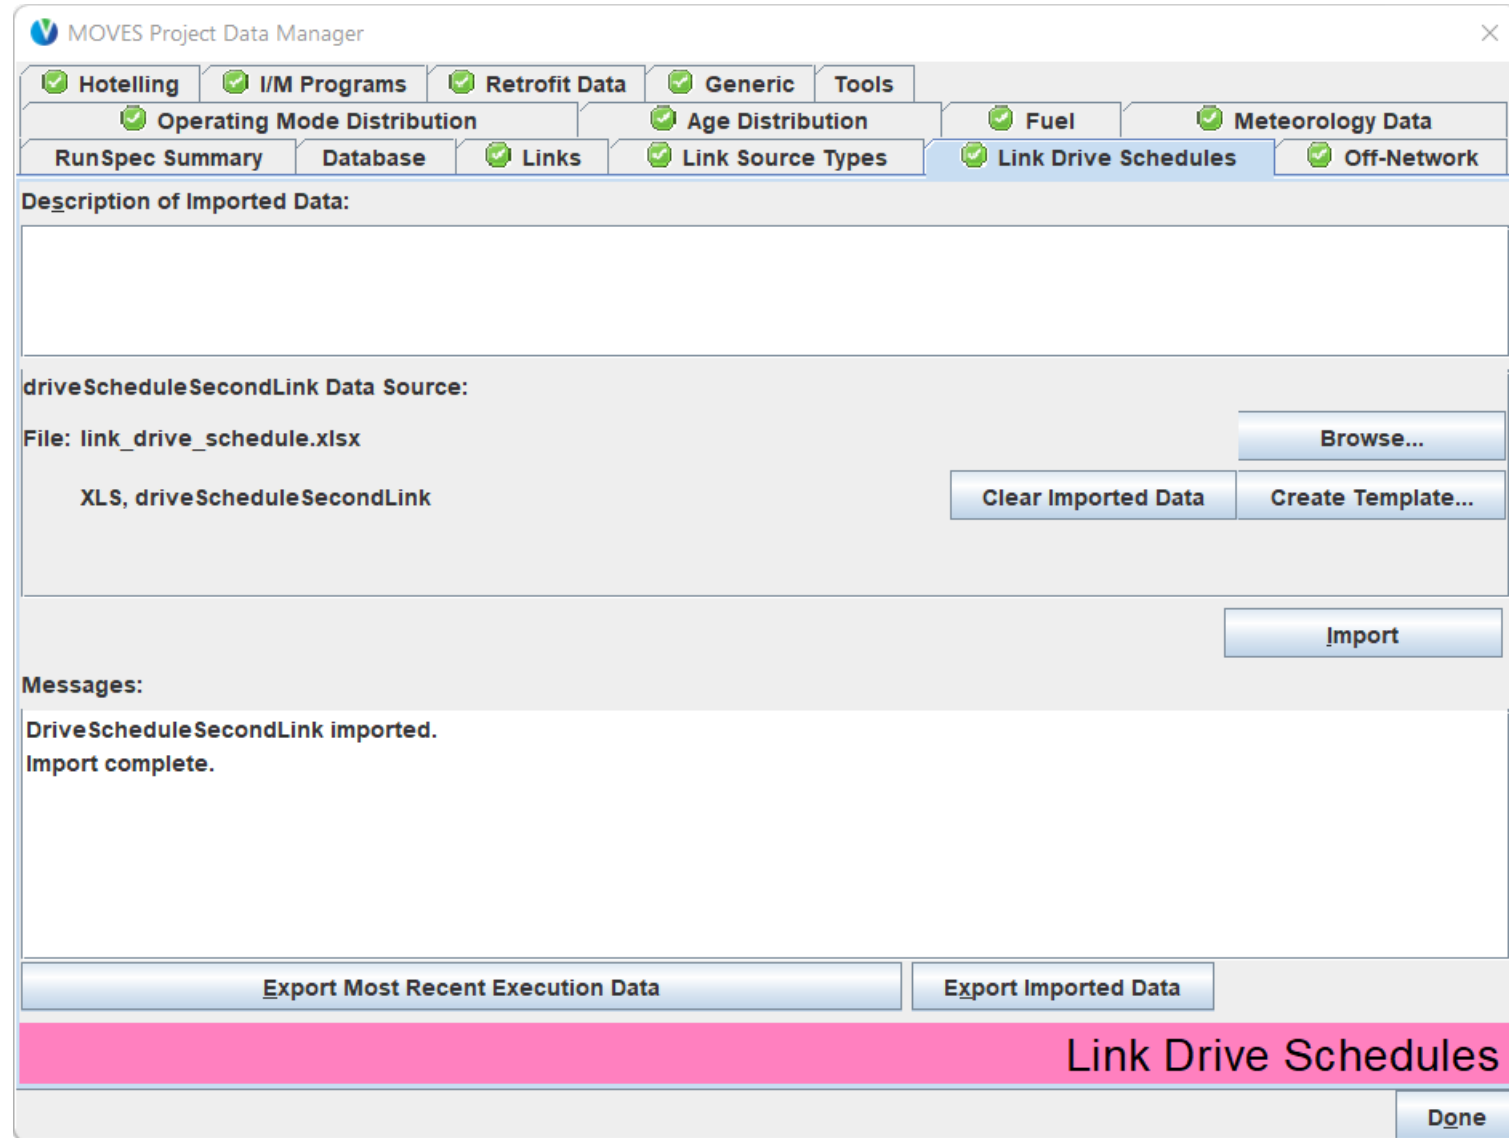 MOVES Project Data Manager
Hotelling I/M Programs Retrofit Data Generic Tools
Operating Mode Distribution Age Distribution Fuel Meteorology Data
RunSpec Summary Database Links Link Source Types Link Drive Schedules Off-Network
Description of Imported Data:
driveScheduleSecondLink Data Source:
File: link_drive_schedule.xlsx Browse...
XLS, driveScheduleSecondLink Clear Imported Data Create Template...
Import
Messages:
DriveScheduleSecondLink imported.
Import complete.
Export Most Recent Execution Data Export Imported Data
Link Drive Schedules
Done